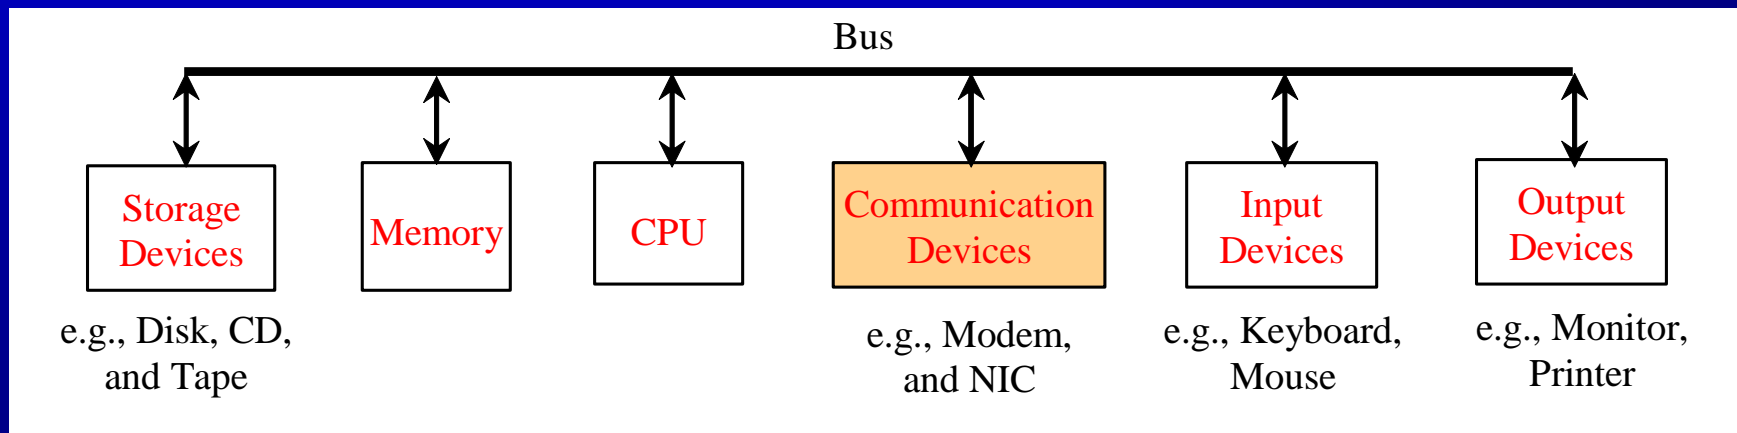 Bus
Storage
Devices
Memory
CPU
Communication
Devices
Input
Devices
Output
Devices
e.g., Disk, CD,
and Tape
e.g., Modem,
and NIC
e.g., Keyboard,
Mouse
e.g., Monitor,
Printer